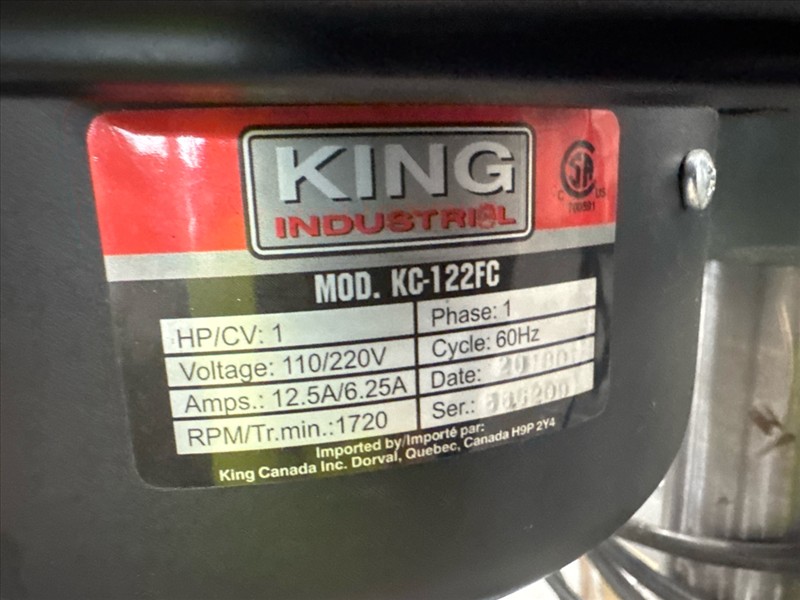 KING
INDUSTRIAL
C US
MOD. KC-122FC
HP/CV: 1
Voltage: 110/220V
Amps.: 12.5A/6.25A
RPM/Tr.min.:1720
Phase: 1
Cycle: 60Hz
Date:
Ser.:
Imported by/Importé par:
King Canada Inc. Dorval, Quebec, Canada H9P 2Y4